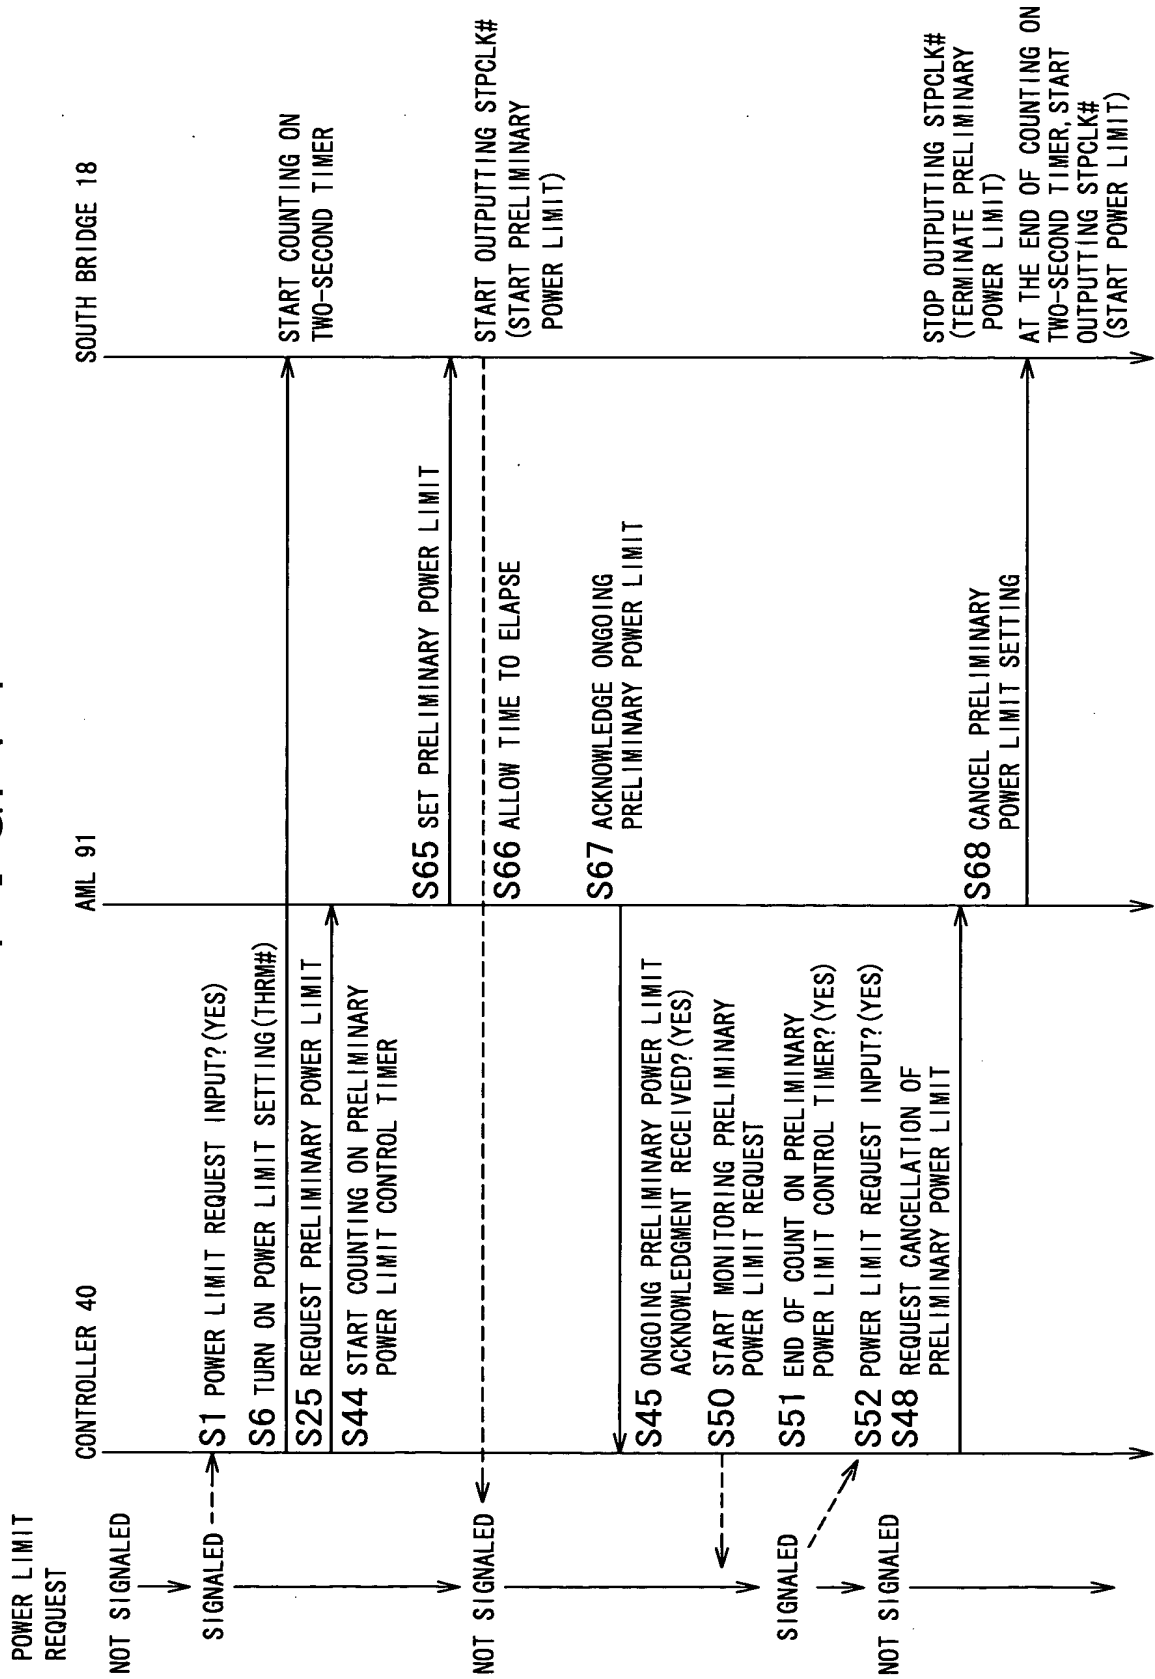 POWER LIMIT
REQUEST
NOT SIGNALED
SIGNALED
NOT SIGNALED
SIGNALED
NOT SIGNALED
CONTROLLER 40
S1 POWER LIMIT REQUEST INPUT?(YES)
S6 TURN ON POWER LIMIT SETTING(THRM#)
S25 REQUEST PRELIMINARY POWER LIMIT
S44 START COUNTING ON PRELIMINARY
POWER LIMIT CONTROL TIMER
S45 ONGOING PRELIMINARY POWER LIMIT
ACKNOWLEDGMENT RECEIVED?(YES)
S50 START MONITORING PRELIMINARY
POWER LIMIT REQUEST
S51 END OF COUNT ON PRELIMINARY
POWER LIMIT CONTROL TIMER?(YES)
S52 POWER LIMIT REQUEST INPUT?(YES)
S48 REQUEST CANCELLATION OF
PRELIMINARY POWER LIMIT
AML 91
S65 SET PRELIMINARY POWER LIMIT
S66 ALLOW TIME TO ELAPSE
S67 ACKNOWLEDGE ONGOING
PRELIMINARY POWER LIMIT
S68 CANCEL PRELIMINARY
POWER LIMIT SETTING
SOUTH BRIDGE 18
START COUNTING ON
TWO-SECOND TIMER
START OUTPUTTING STPCLK#
(START PRELIMINARY
POWER LIMIT)
STOP OUTPUTTING STPCLK#
(TERMINATE PRELIMINARY
POWER LIMIT)
AT THE END OF COUNTING ON
TWO-SECOND TIMER,START
OUTPUTTING STPCLK#
(START POWER LIMIT)